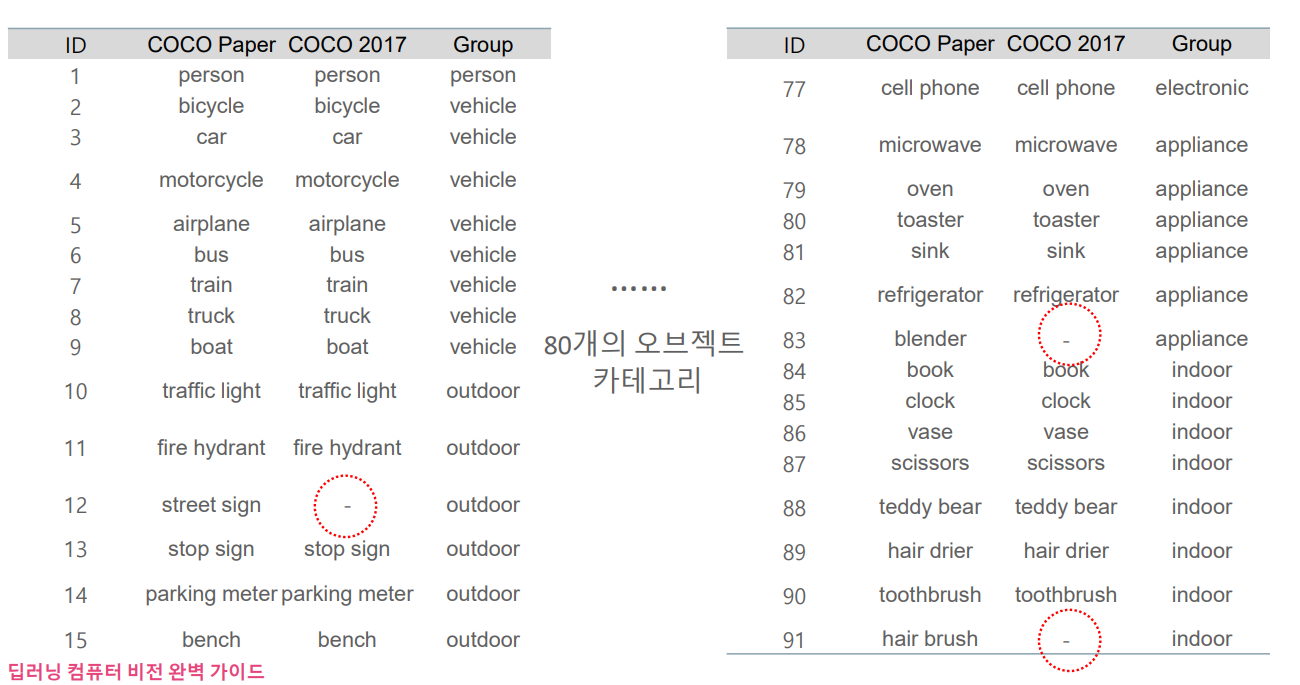 ID COCO Paper COCO 2017 Group
1 person person person
2 bicycle bicycle vehicle
3 car car vehicle
4 motorcycle motorcycle vehicle
5 airplane airplane vehicle
6 bus bus vehicle
7 train train vehicle
8 truck truck vehicle
9 boat boat vehicle
10 traffic light traffic light outdoor
11 fire hydrant fire hydrant outdoor
12 street sign - outdoor
13 stop sign stop sign outdoor
14 parking meter parking meter outdoor
15 bench bench outdoor
......
80개의 오브젝트
카테고리
ID COCO Paper COCO 2017 Group
77 cell phone cell phone electronic
78 microwave microwave appliance
79 oven oven appliance
80 toaster toaster appliance
81 sink sink appliance
82 refrigerator refrigerator appliance
83 blender - appliance
84 book book indoor
85 clock clock indoor
86 vase vase indoor
87 scissors scissors indoor
88 teddy bear teddy bear indoor
89 hair drier hair drier indoor
90 toothbrush toothbrush indoor
91 hair brush - indoor
딥러닝 컴퓨터 비전 완벽 가이드